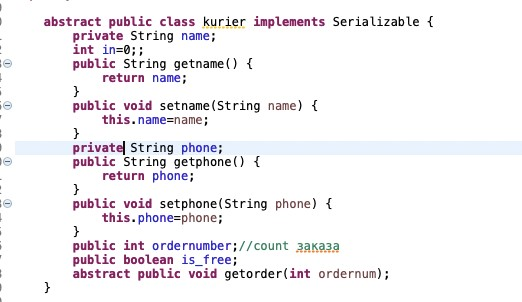 abstract public class kurier implements Serializable {
private String name;
int in=0;;
public String getname() {
return name;
}
public void setname(String name) {
this.name=name;
}
private String phone;
public String getphone() {
return phone;
}
public void setphone(String phone) {
this.phone=phone;
}
public int ordernumber;//count заказа
public boolean is_free;
abstract public void getorder(int ordernum);
}